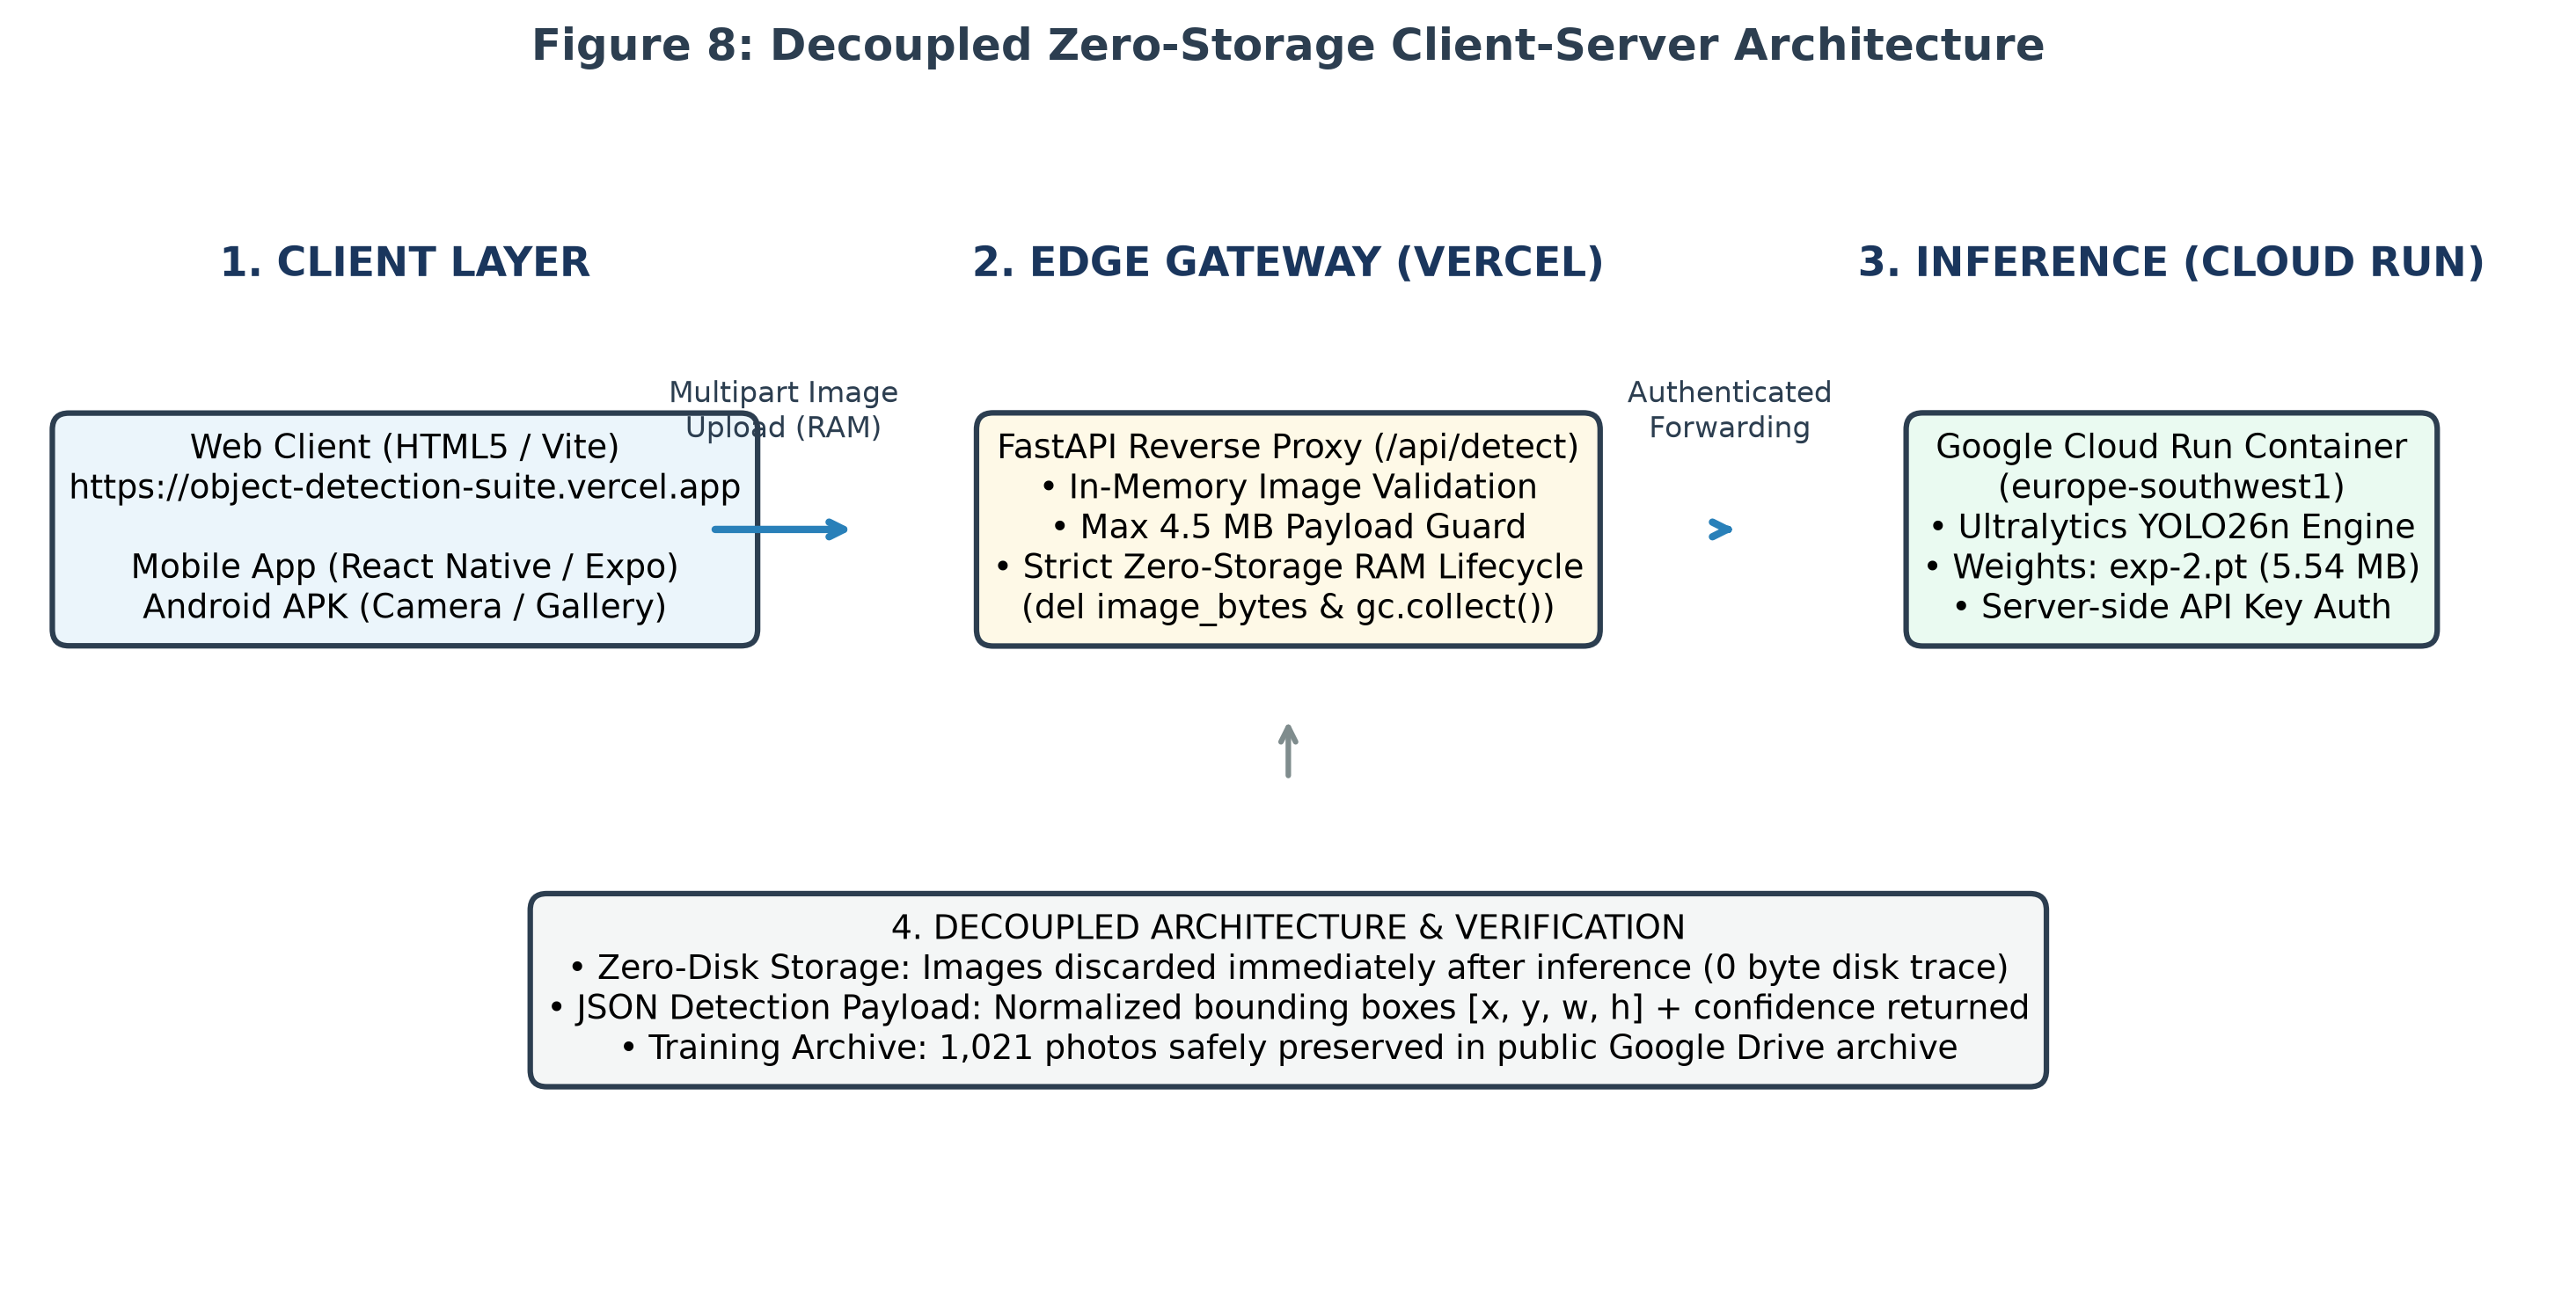 Figure 8: Decoupled Zero-Storage Client-Server Architecture
1. CLIENT LAYER
2. EDGE GATEWAY (VERCEL)
3. INFERENCE (CLOUD RUN)
Web Client (HTML5 / Vite)
https://object-detection-suite.vercel.app
Mobile App (React Native / Expo)
Android APK (Camera / Gallery)
Multipart Image
Upload (RAM)
FastAPI Reverse Proxy (/api/detect)
• In-Memory Image Validation
• Max 4.5 MB Payload Guard
• Strict Zero-Storage RAM Lifecycle
(del image_bytes & gc.collect())
Authenticated
Forwarding
Google Cloud Run Container
(europe-southwest1)
• Ultralytics YOLO26n Engine
• Weights: exp-2.pt (5.54 MB)
• Server-side API Key Auth
4. DECOUPLED ARCHITECTURE & VERIFICATION
• Zero-Disk Storage: Images discarded immediately after inference (0 byte disk trace)
• JSON Detection Payload: Normalized bounding boxes [x, y, w, h] + confidence returned
• Training Archive: 1,021 photos safely preserved in public Google Drive archive